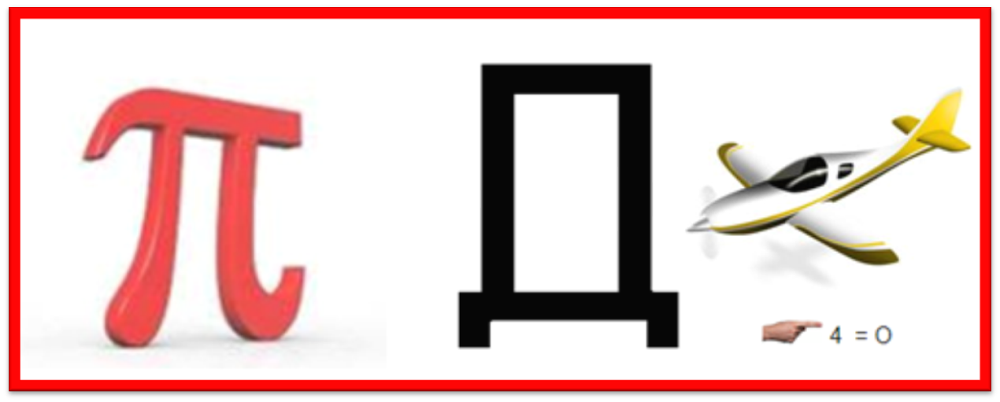 π Д
4 = O